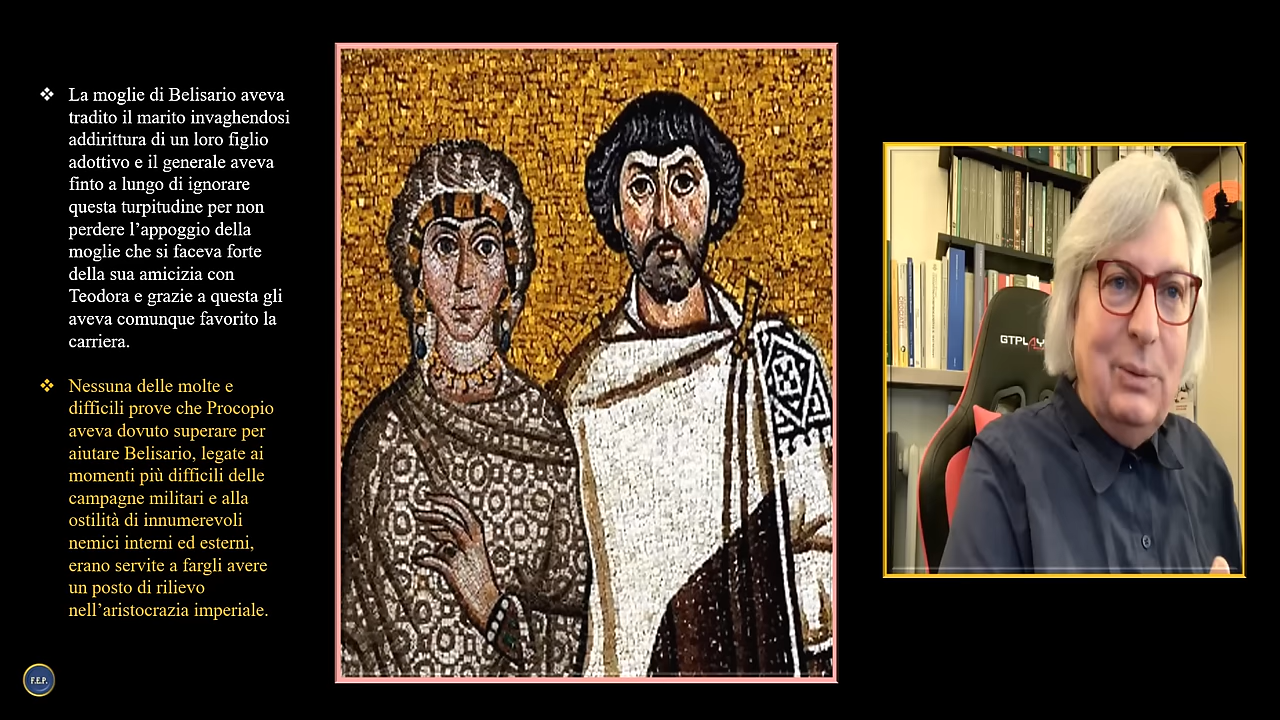 La moglie di Belisario aveva
tradito il marito invaghendosi
addirittura di un loro figlio
adottivo e il generale aveva
finto a lungo di ignorare
questa turpitudine per non
perdere l’appoggio della
moglie che si faceva forte
della sua amicizia con
Teodora e grazie a questa gli
aveva comunque favorito la
carriera.
Nessuna delle molte e
difficili prove che Procopio
aveva dovuto superare per
aiutare Belisario, legate ai
momenti più difficili delle
campagne militari e alla
ostilità di innumerevoli
nemici interni ed esterni,
erano servite a fargli avere
un posto di rilievo
nell’aristocrazia imperiale.
F.E.P.
GTPLAY